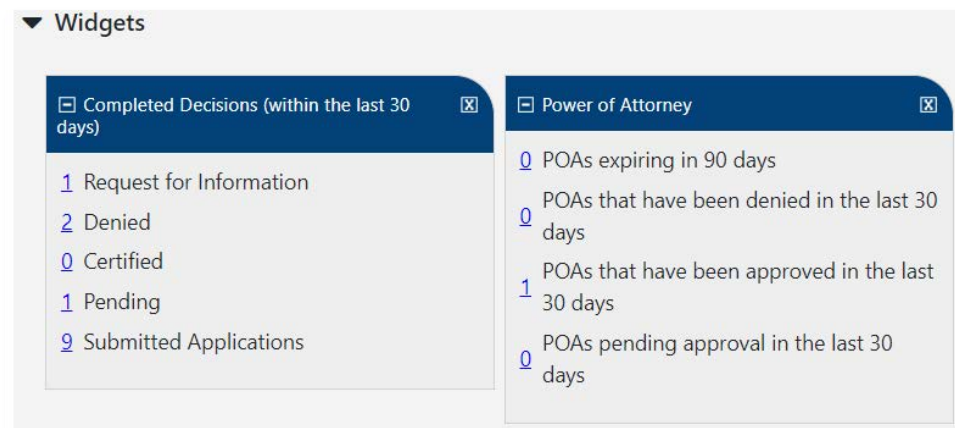 Widgets
Completed Decisions (within the last 30
days)
1 Request for Information
2 Denied
0 Certified
1 Pending
9 Submitted Applications
Power of Attorney
0 POAs expiring in 90 days
0 POAs that have been denied in the last 30
days
1 POAs that have been approved in the last
30 days
0 POAs pending approval in the last 30
days